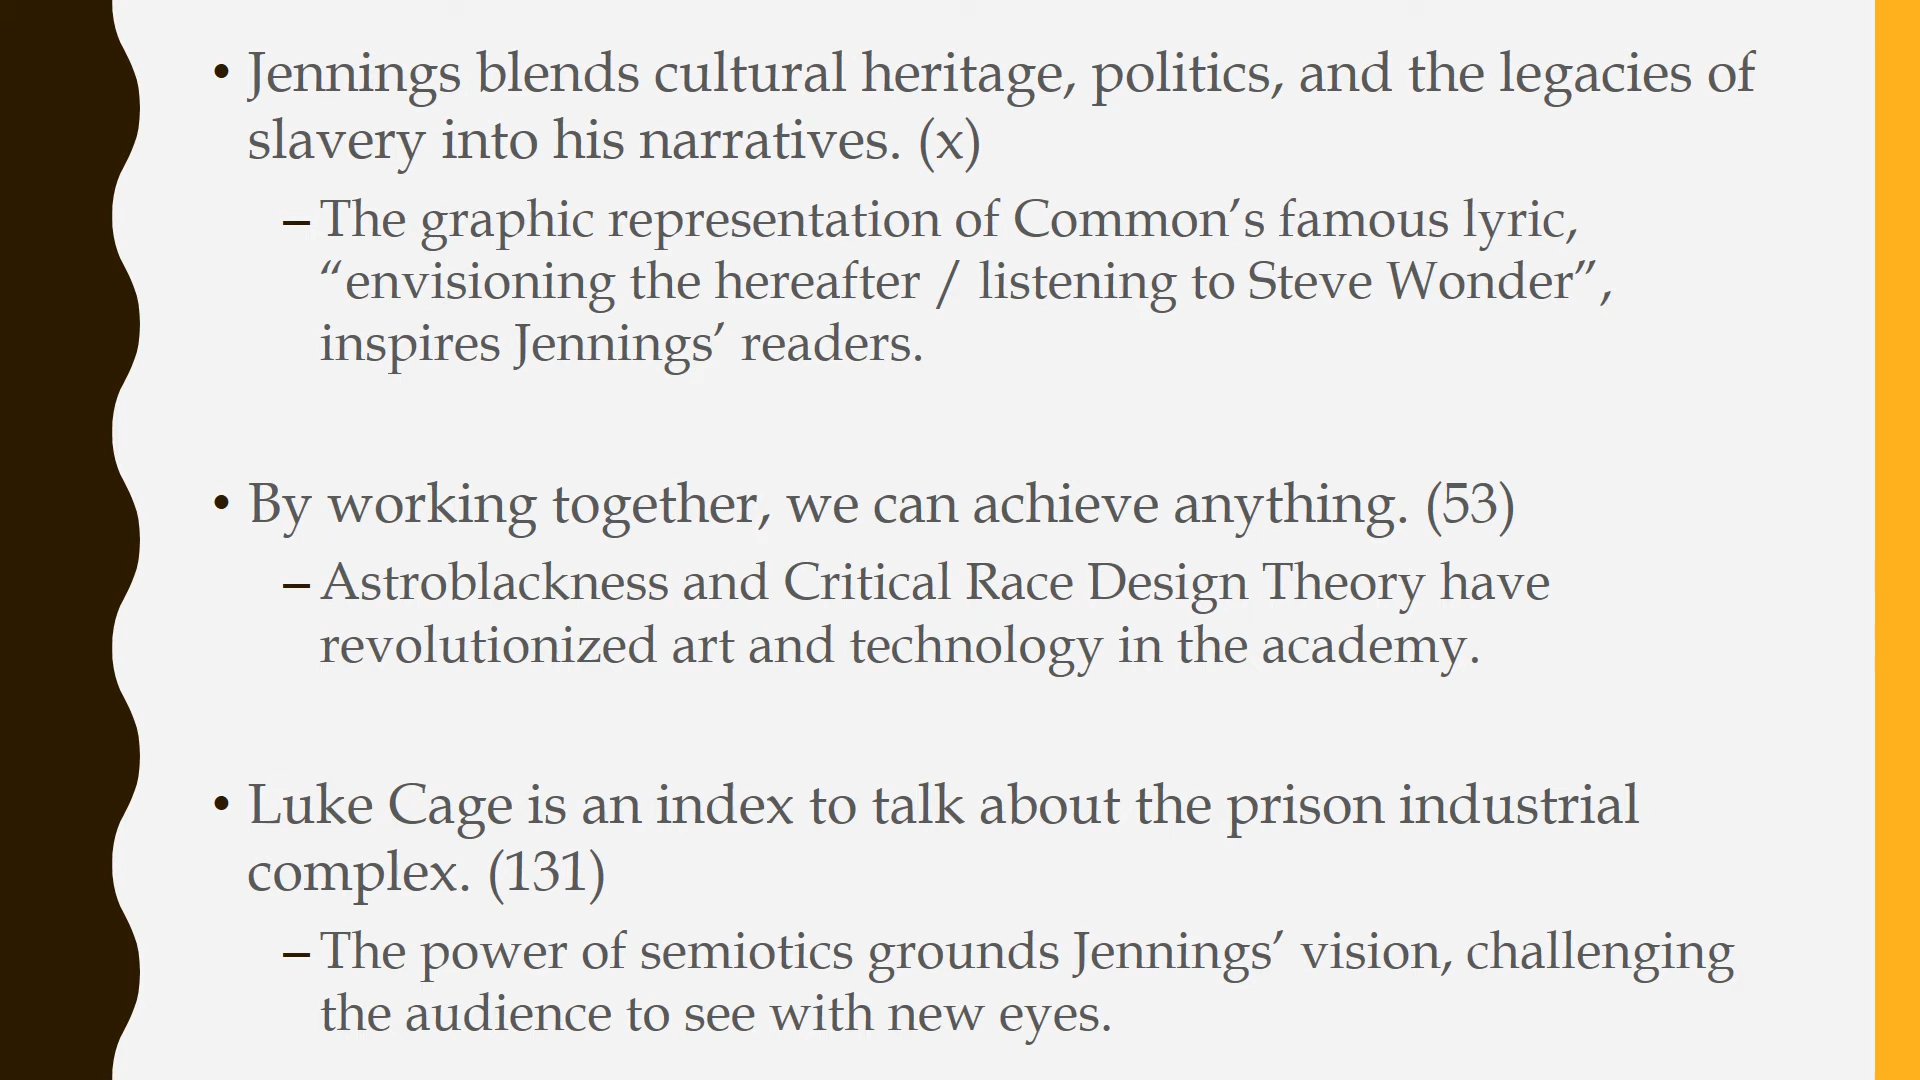 • Jennings blends cultural heritage, politics, and the legacies of
slavery into his narratives. (x)
– The graphic representation of Common’s famous lyric,
“envisioning the hereafter / listening to Steve Wonder”,
inspires Jennings’ readers.
• By working together, we can achieve anything. (53)
– Astroblackness and Critical Race Design Theory have
revolutionized art and technology in the academy.
• Luke Cage is an index to talk about the prison industrial
complex. (131)
– The power of semiotics grounds Jennings’ vision, challenging
the audience to see with new eyes.